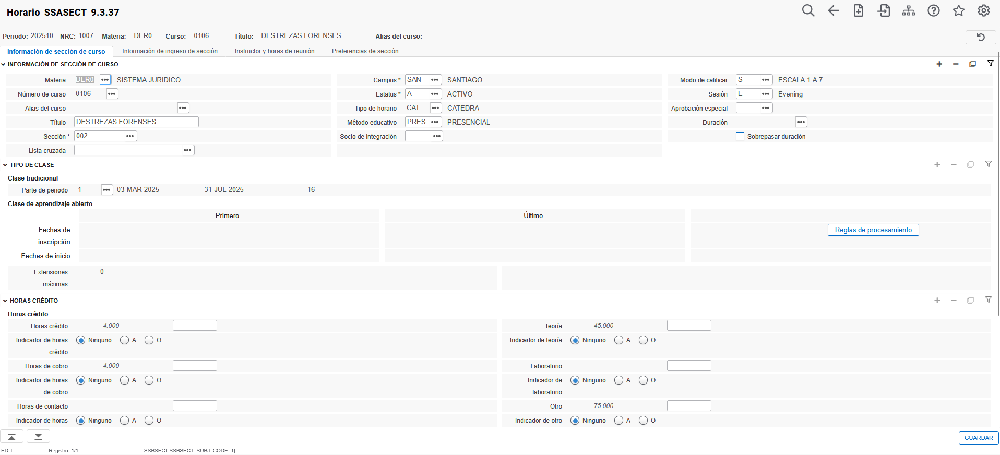 Horario SSASECT 9.3.37
Periodo: 202510 NRC: 1007 Materia: DER0 Curso: 0106 Título: DESTREZAS FORENSES Alias del curso:
Información de sección de curso Información de ingreso de sección Instructor y horas de reunión Preferencias de sección
INFORMACIÓN DE SECCIÓN DE CURSO
Materia DER0 ••• SISTEMA JURIDICO Campus * SAN ••• SANTIAGO Modo de calificar S ••• ESCALA 1 A 7
Número de curso 0106 ••• Estatus * A ••• ACTIVO Sesión E ••• Evening
Alias del curso ••• Tipo de horario CAT ••• CATEDRA Aprobación especial •••
Título DESTREZAS FORENSES Método educativo PRES ••• PRESENCIAL Duración •••
Sección * 002 ••• Socio de integración ••• Sobrepasar duración
Lista cruzada •••
TIPO DE CLASE
Clase tradicional
Parte de periodo 1 ••• 03-MAR-2025 31-JUL-2025 16
Clase de aprendizaje abierto
Primero Último
Fechas de
inscripción
Reglas de procesamiento
Fechas de inicio
Extensiones
máximas
0
HORAS CRÉDITO
Horas crédito
Horas crédito 4.000 Teoría 45.000
Indicador de horas
crédito
Ninguno A O Indicador de teoría Ninguno A O
Horas de cobro 4.000 Laboratorio
Indicador de horas
de cobro
Ninguno A O
Indicador de
laboratorio
Ninguno A O
Horas de contacto Otro 75.000
Indicador de horas Ninguno A O Indicador de otro Ninguno A O
GUARDAR
EDIT Registro: 1/1 SSBSECT.SSBSECT_SUBJ_CODE [1]